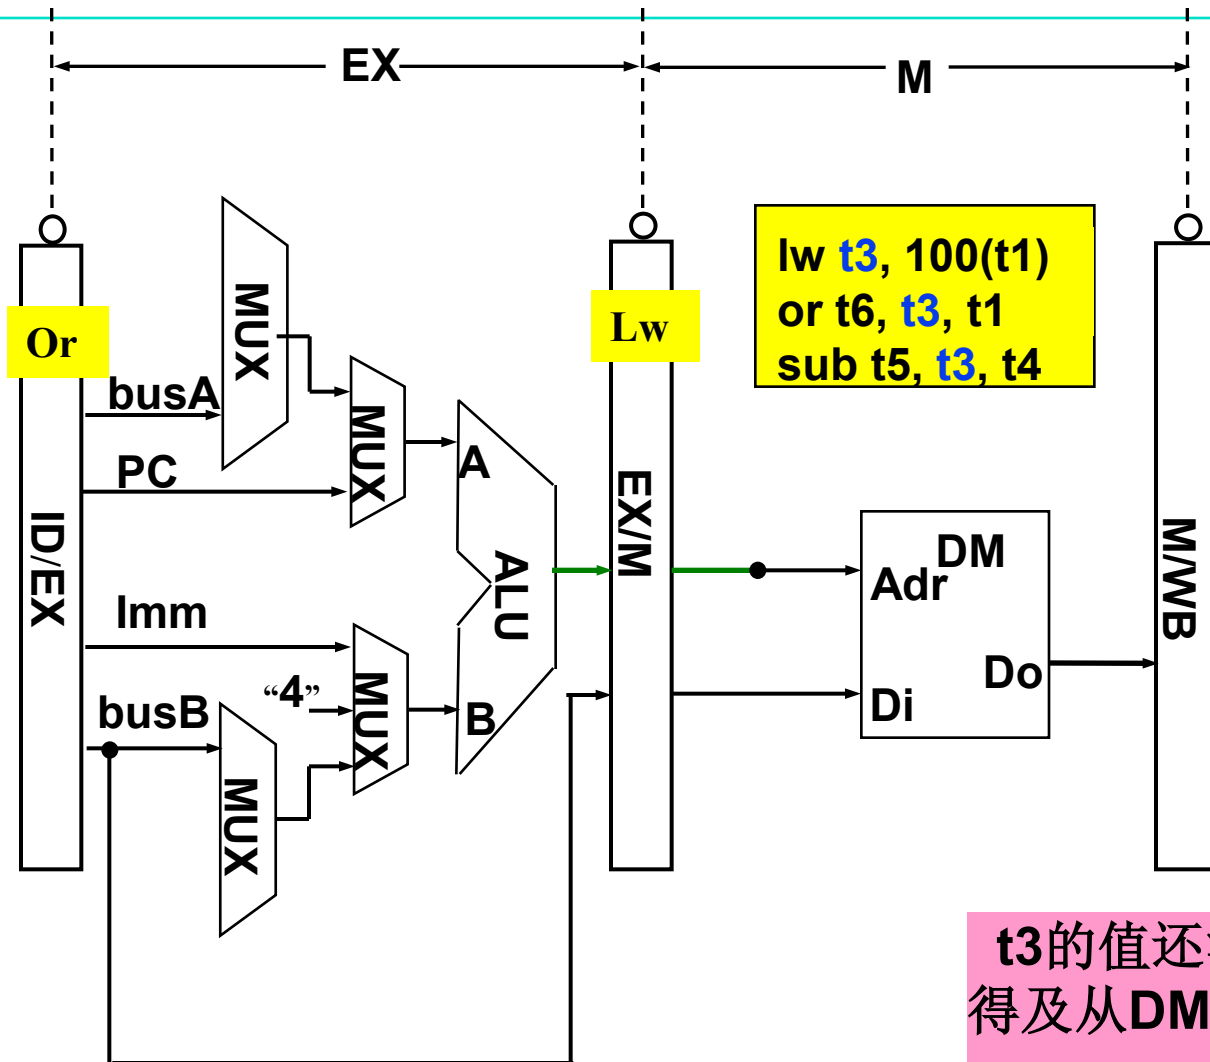 EX
M
lw t3, 100(t1)
or t6, t3, t1
sub t5, t3, t4
Or
Lw
MUX
busA
MUX
PC
A
ID/EX
EX/M
M/WB
ALU
DM
Adr
Imm
“4”
MUX
busB
B
Do
Di
MUX
t3的值还
得及从DM